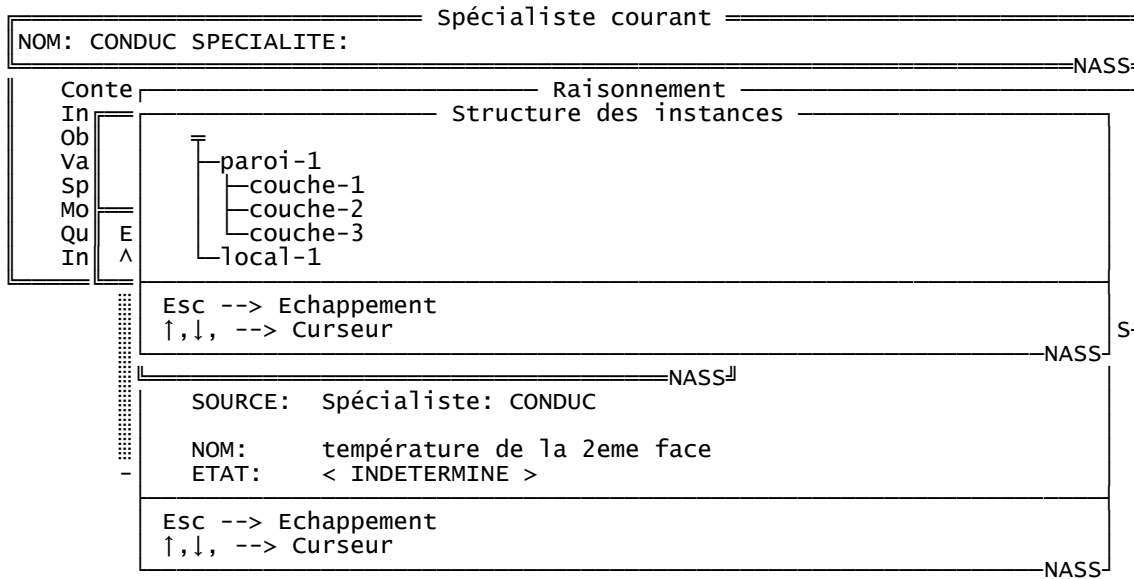 Spécialiste courant
NOM: CONDUC SPECIALITE:
NASS
Conte
Raisonnement
In
Structure des instances
Ob
Va
paroi-1
Sp
couche-1
Mo
couche-2
Qu E
couche-3
In ^
local-1
Esc --> Echappement
↑,↓, --> Curseur
S
NASS
NASS
SOURCE: Spécialiste: CONDUC
NOM: température de la 2eme face
ETAT: < INDETERMINE >
Esc --> Echappement
↑,↓, --> Curseur
NASS